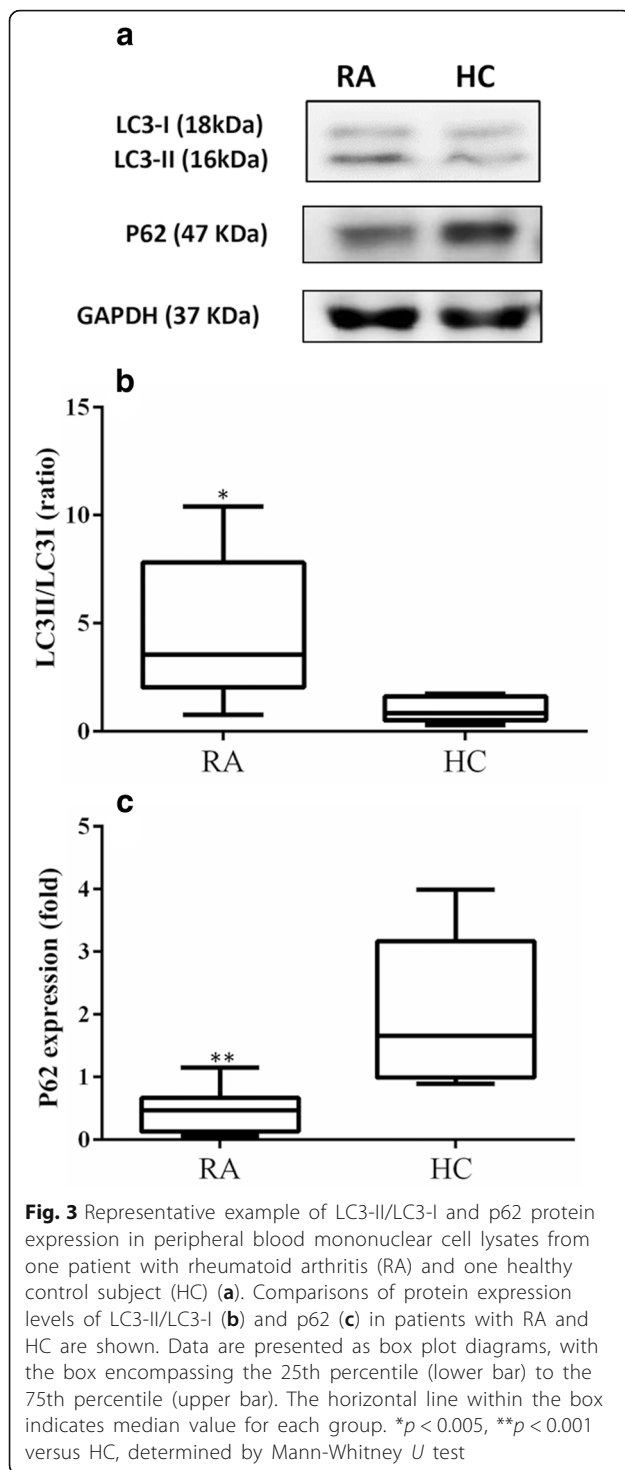 a
RA HC
LC3-I (18kDa)
LC3-II (16kDa)
P62 (47 KDa)
GAPDH (37 KDa)
b
LC3II/LC3I (ratio)
15
10
5
0
*
RA HC
c
P62 expression (fold)
5
4
3
2
1
0
**
RA HC
Fig. 3 Representative example of LC3-II/LC3-I and p62 protein
expression in peripheral blood mononuclear cell lysates from
one patient with rheumatoid arthritis (RA) and one healthy
control subject (HC) (a). Comparisons of protein expression
levels of LC3-II/LC3-I (b) and p62 (c) in patients with RA and
HC are shown. Data are presented as box plot diagrams, with
the box encompassing the 25th percentile (lower bar) to the
75th percentile (upper bar). The horizontal line within the box
indicates median value for each group. *p < 0.005, **p < 0.001
versus HC, determined by Mann-Whitney U test